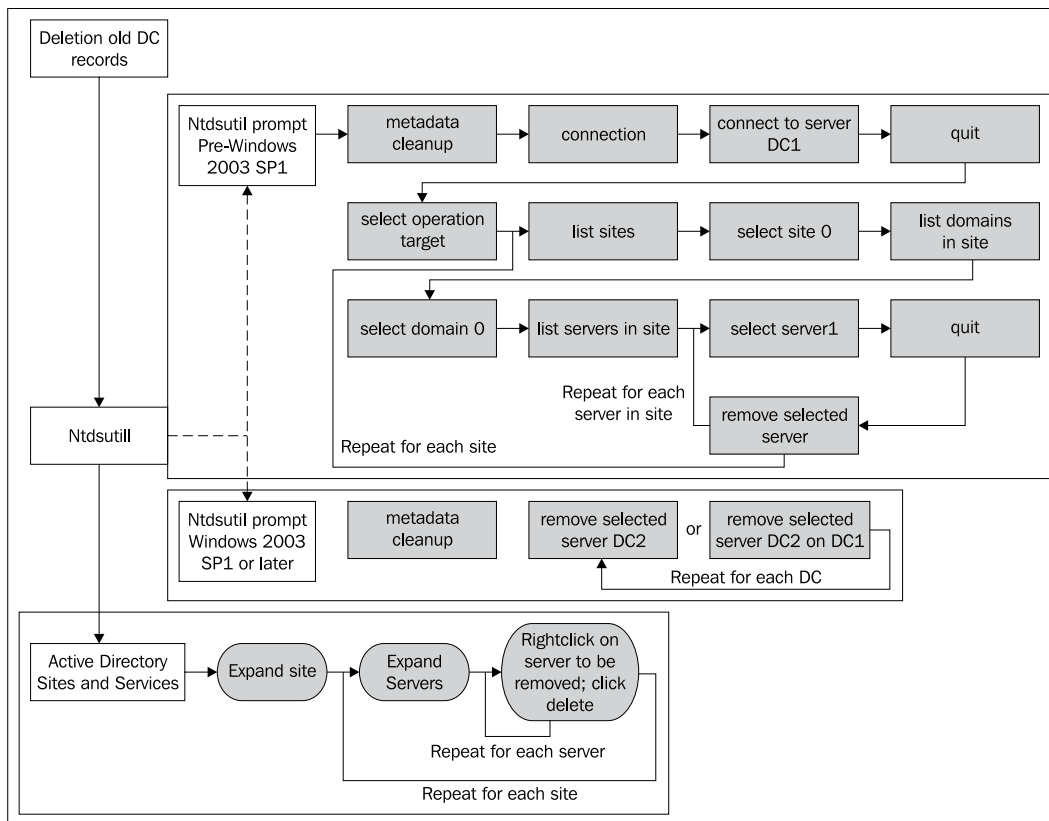 Deletion old DC
records
Ntdsutil prompt
Pre-Windows
2003 SP1
metadata
cleanup
connection
connect to server
DC1
quit
select operation
target
list sites
select site 0
list domains
in site
select domain 0
list servers in site
select server1
quit
Repeat for each
server in site
remove selected
server
Repeat for each site
Ntdsutill
Ntdsutil prompt
Windows 2003
SP1 or later
metadata
cleanup
remove selected
server DC2
or
remove selected
server DC2 on DC1
Repeat for each DC
Active Directory
Sites and Services
Expand site
Expand
Servers
Rightclick on
server to be
removed; click
delete
Repeat for each server
Repeat for each site